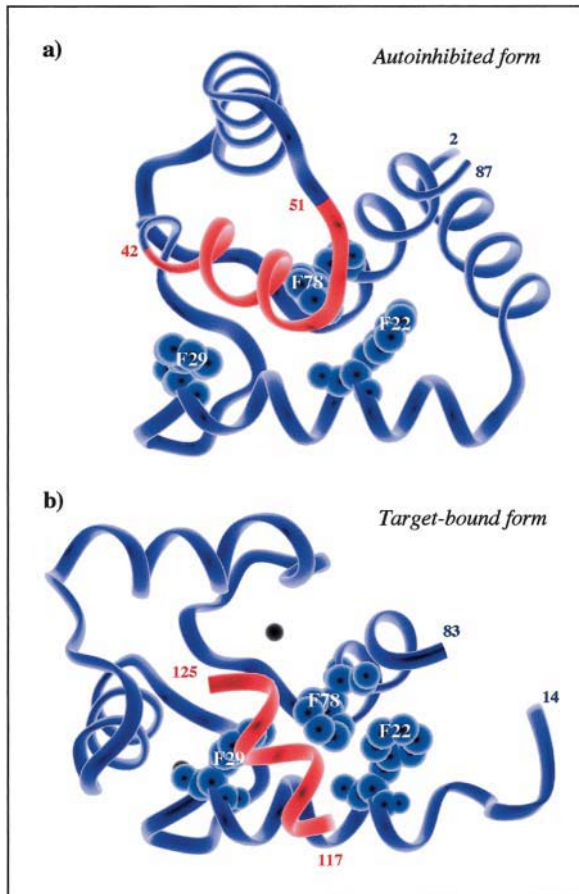 a)
Autoinhibited form
2
87
51
42
F78
F22
F29
b)
Target-bound form
83
125
14
F78
F22
F29
117